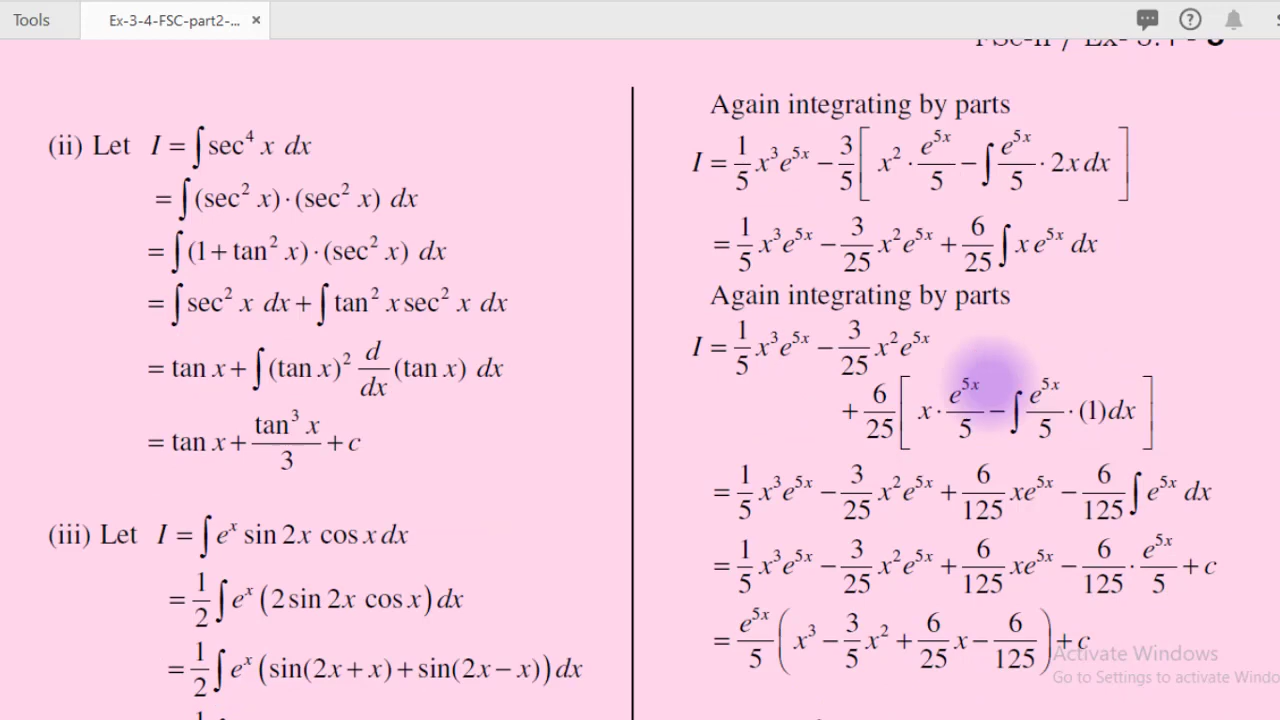 Tools
Ex-3-4-FSC-part2-... ×
FSc-II / Ex- 3.4 - 
(ii) Let I = ∫ sec⁴ x dx
= ∫ (sec² x) · (sec² x) dx
= ∫ (1 + tan² x) · (sec² x) dx
= ∫ sec² x dx + ∫ tan² x sec² x dx
= tan x + ∫ (tan x)² d/dx (tan x) dx
= tan x + tan³ x / 3 + c
(iii) Let I = ∫ eˣ sin 2x cos x dx
= 1/2 ∫ eˣ (2 sin 2x cos x) dx
= 1/2 ∫ eˣ (sin(2x + x) + sin(2x − x)) dx
Again integrating by parts
I = 1/5 x³e⁵ˣ − 3/5 [ x² · e⁵ˣ/5 − ∫ e⁵ˣ/5 · 2x dx ]
= 1/5 x³e⁵ˣ − 3/25 x²e⁵ˣ + 6/25 ∫ x e⁵ˣ dx
Again integrating by parts
I = 1/5 x³e⁵ˣ − 3/25 x²e⁵ˣ
+ 6/25 [ x · e⁵ˣ/5 − ∫ e⁵ˣ/5 · (1) dx ]
= 1/5 x³e⁵ˣ − 3/25 x²e⁵ˣ + 6/125 xe⁵ˣ − 6/125 ∫ e⁵ˣ dx
= 1/5 x³e⁵ˣ − 3/25 x²e⁵ˣ + 6/125 xe⁵ˣ − 6/125 · e⁵ˣ/5 + c
= e⁵ˣ/5 ( x³ − 3/5 x² + 6/25 x − 6/125 ) + c
Activate Windows
Go to Settings to activate